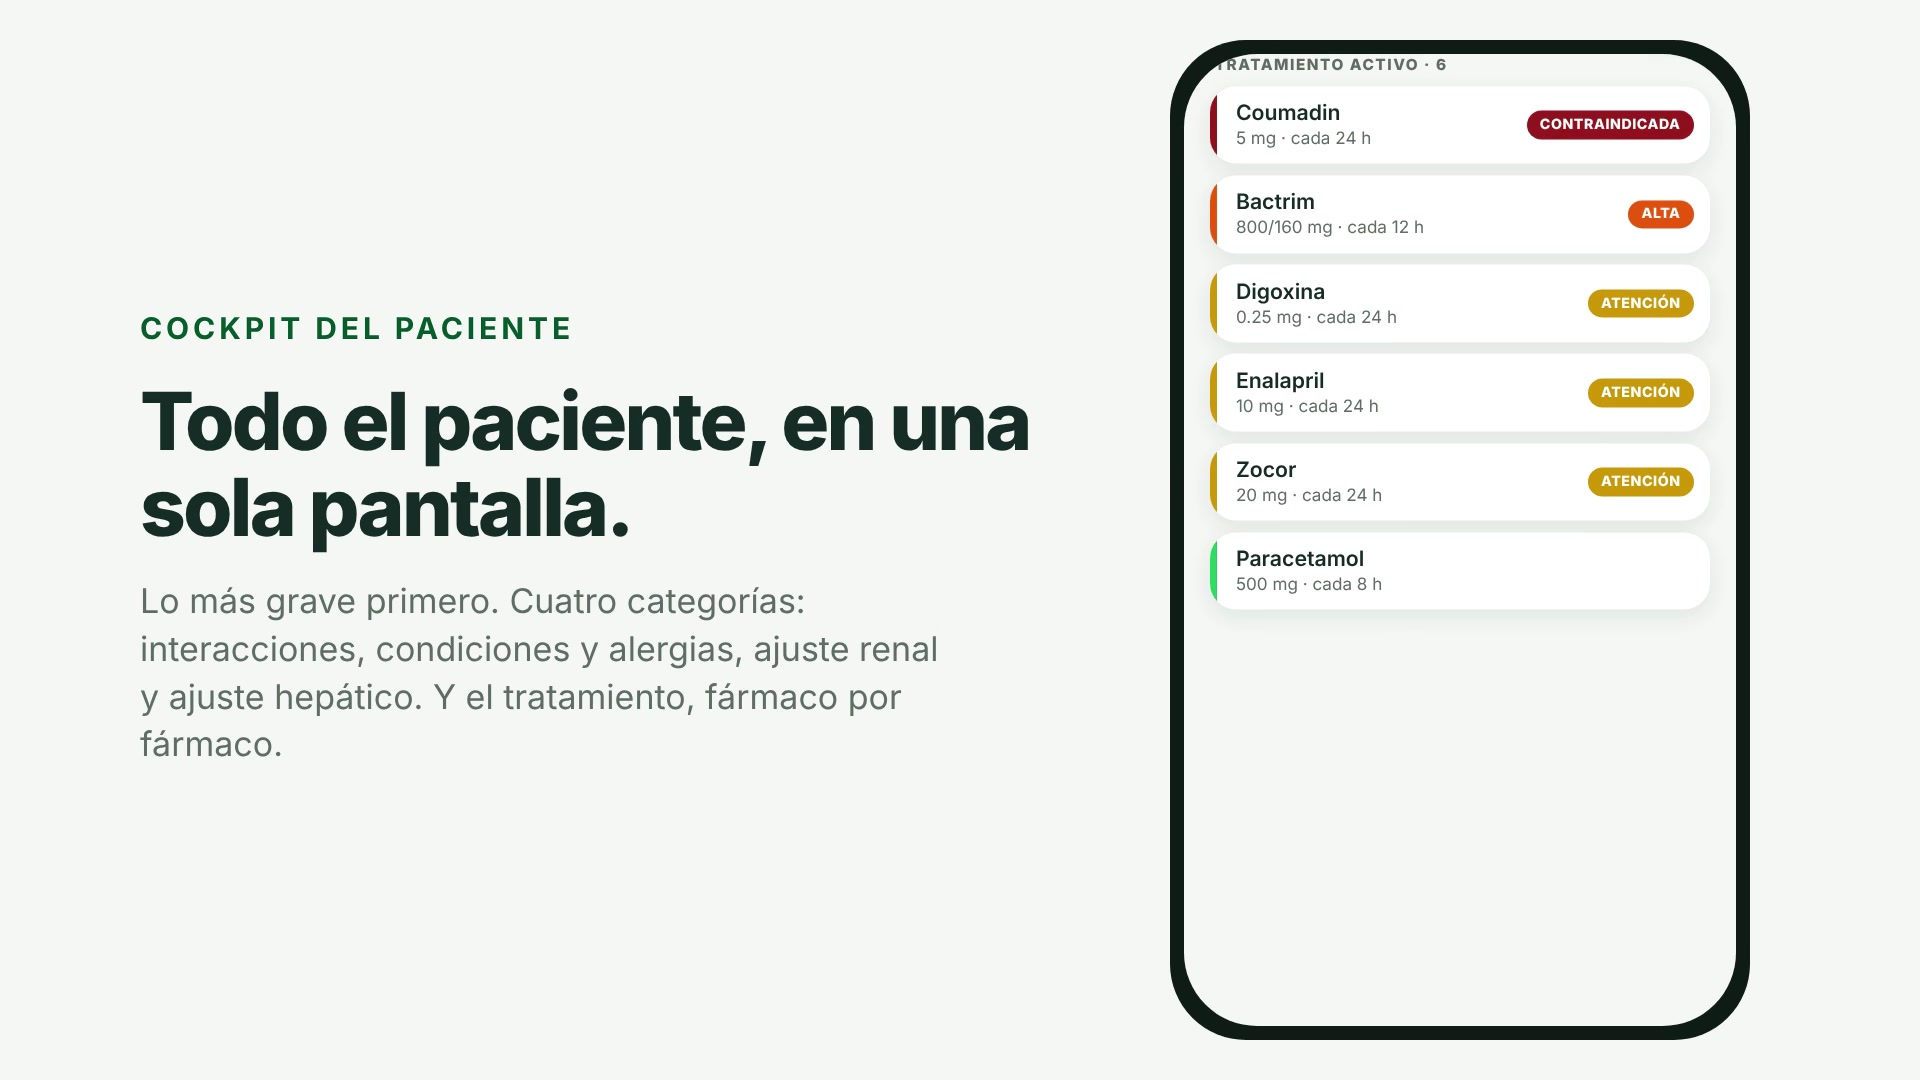 COCKPIT DEL PACIENTE
Todo el paciente, en una
sola pantalla.
Lo más grave primero. Cuatro categorías:
interacciones, condiciones y alergias, ajuste renal
y ajuste hepático. Y el tratamiento, fármaco por
fármaco.
TRATAMIENTO ACTIVO · 6
Coumadin
5 mg · cada 24 h
CONTRAINDICADA
Bactrim
800/160 mg · cada 12 h
ALTA
Digoxina
0.25 mg · cada 24 h
ATENCIÓN
Enalapril
10 mg · cada 24 h
ATENCIÓN
Zocor
20 mg · cada 24 h
ATENCIÓN
Paracetamol
500 mg · cada 8 h